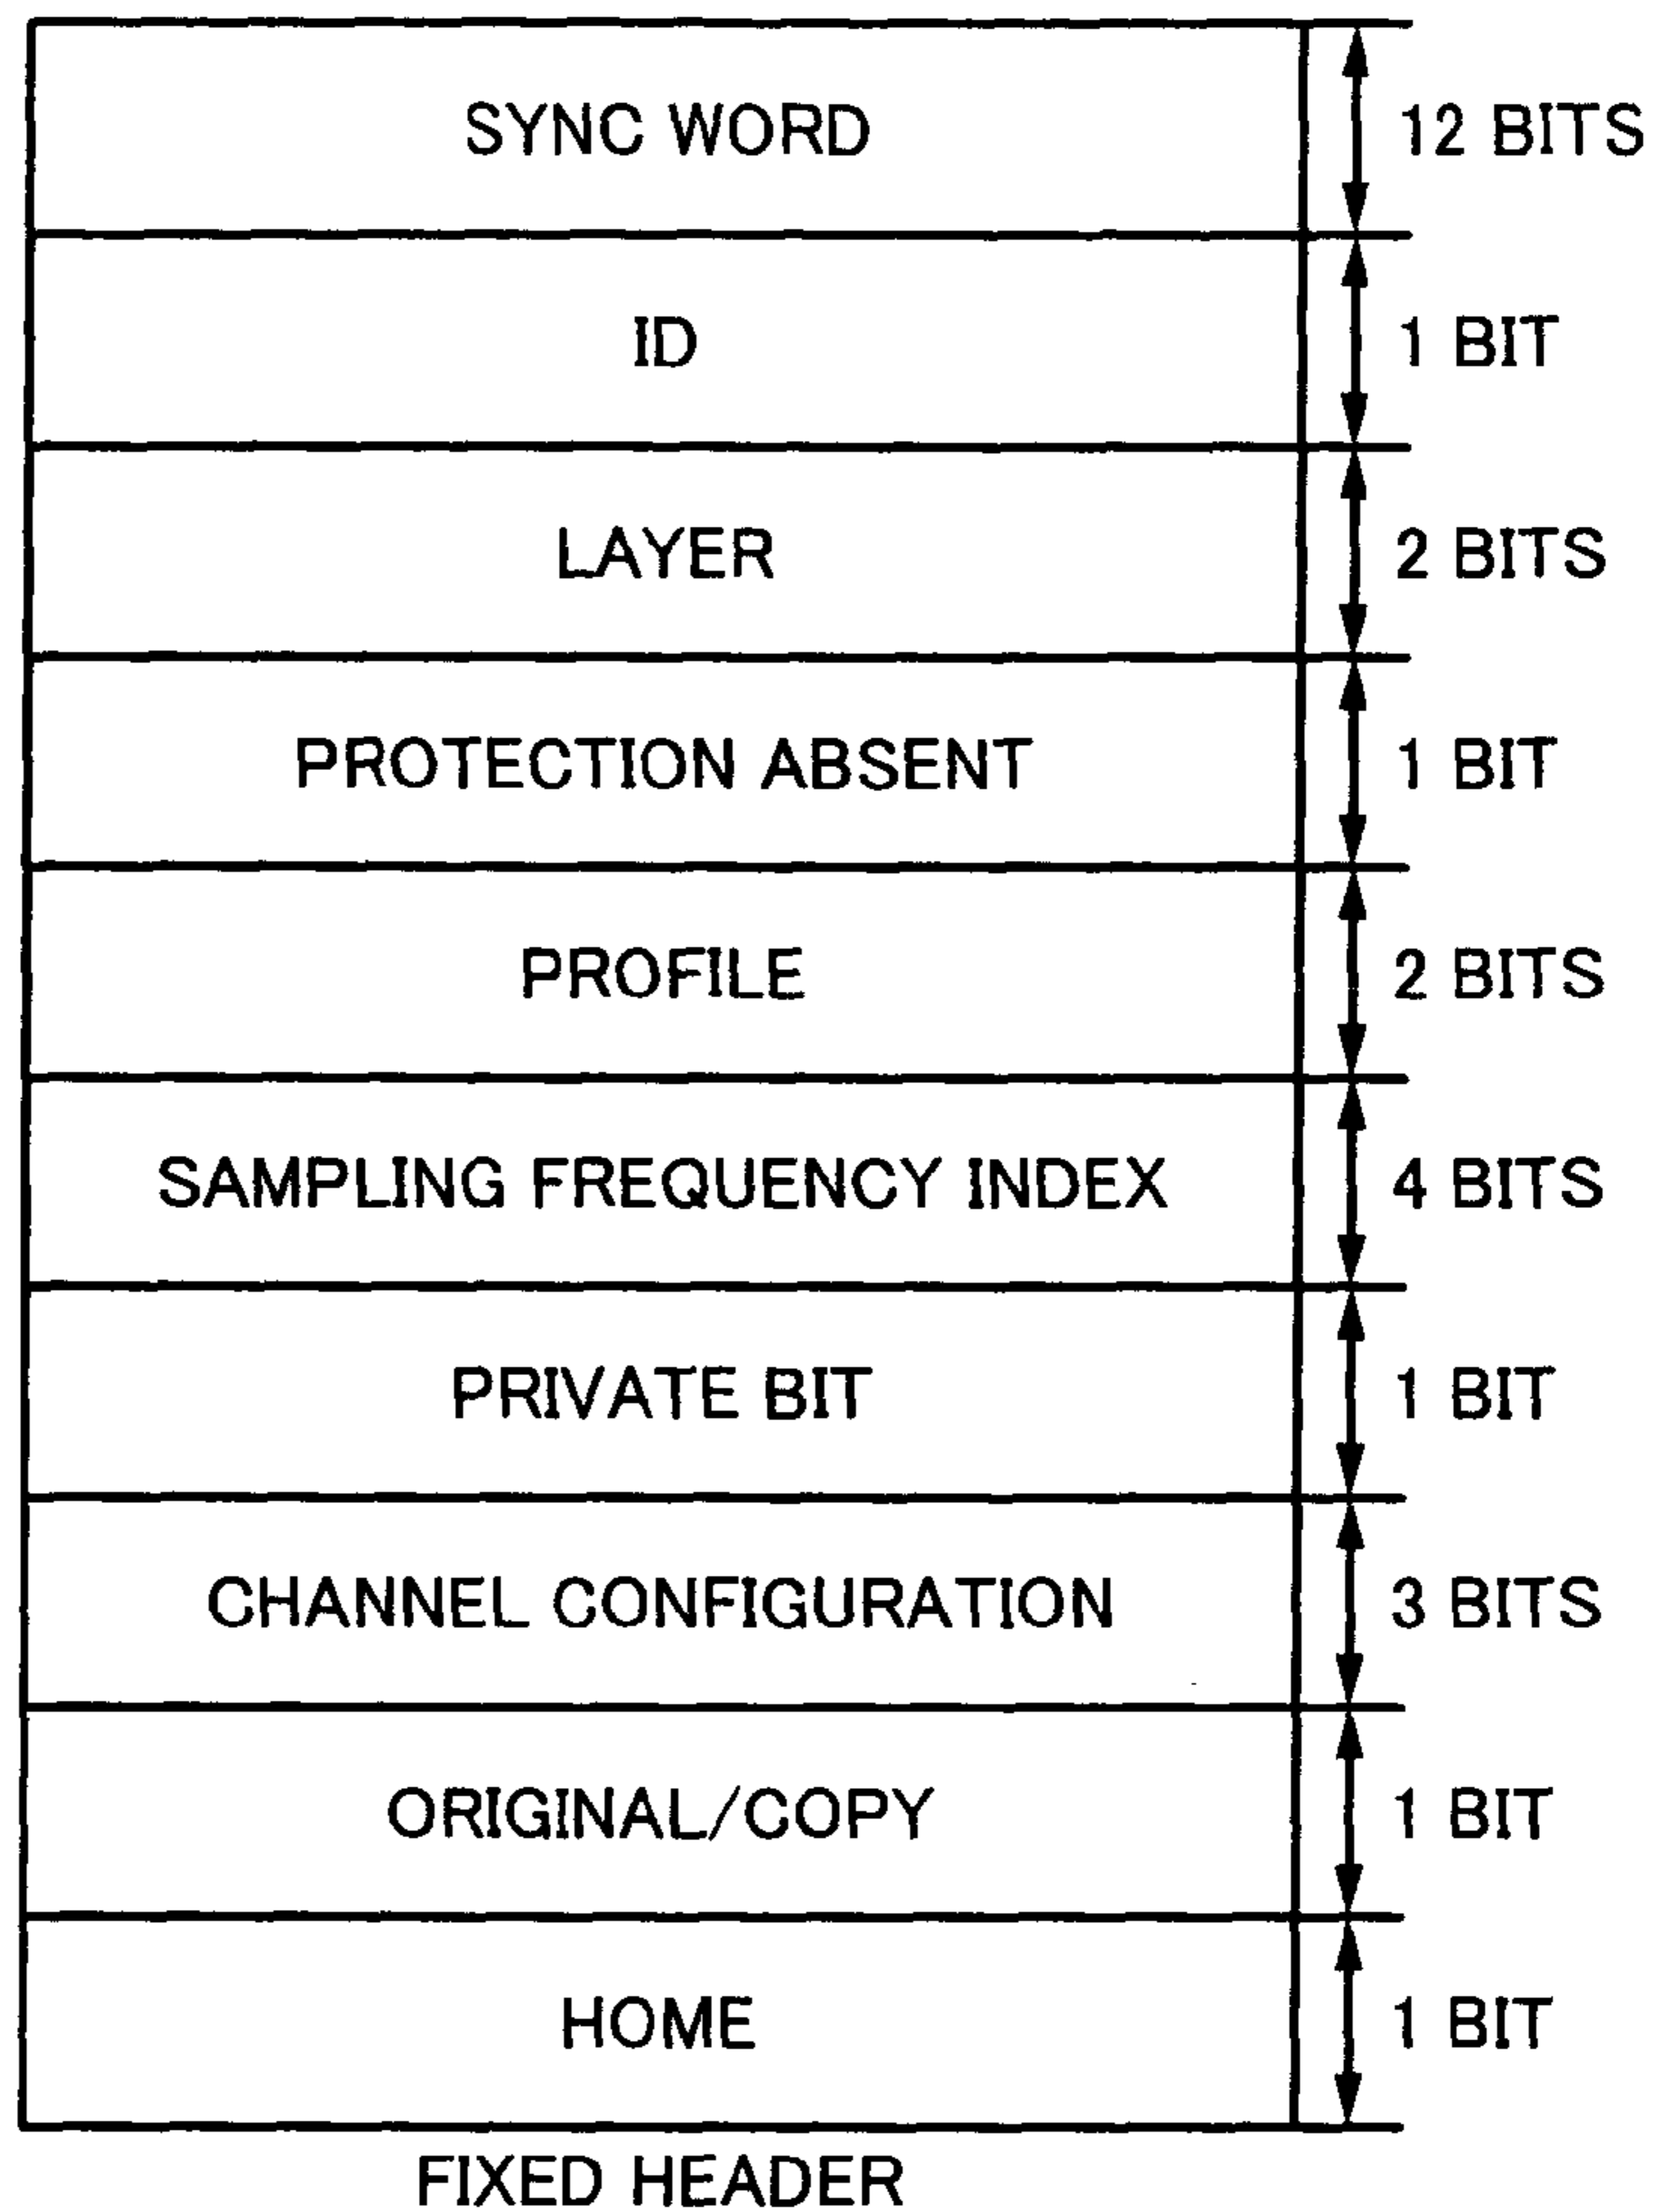 SYNC WORD 12 BITS
ID 1 BIT
LAYER 2 BITS
PROTECTION ABSENT 1 BIT
PROFILE 2 BITS
SAMPLING FREQUENCY INDEX 4 BITS
PRIVATE BIT 1 BIT
CHANNEL CONFIGURATION 3 BITS
ORIGINAL/COPY 1 BIT
HOME 1 BIT
FIXED HEADER